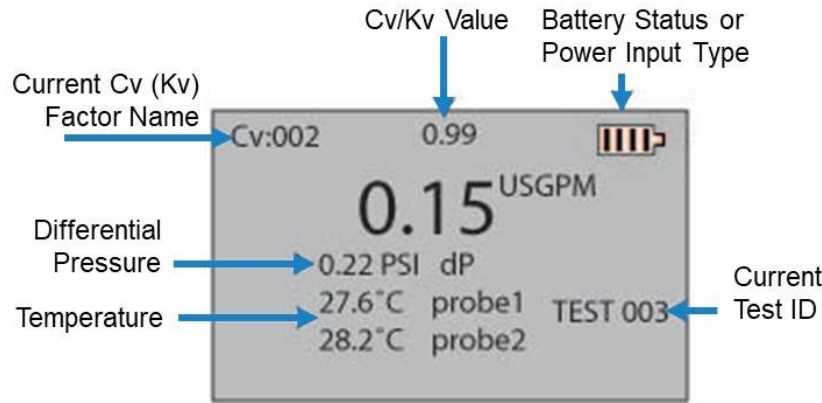 Cv/Kv Value
Battery Status or
Power Input Type
Current Cv (Kv)
Factor Name
Cv:002
0.99
0.15 USGPM
Differential
Pressure
0.22 PSI dP
Temperature
27.6°C probe1
28.2°C probe2
TEST 003
Current
Test ID